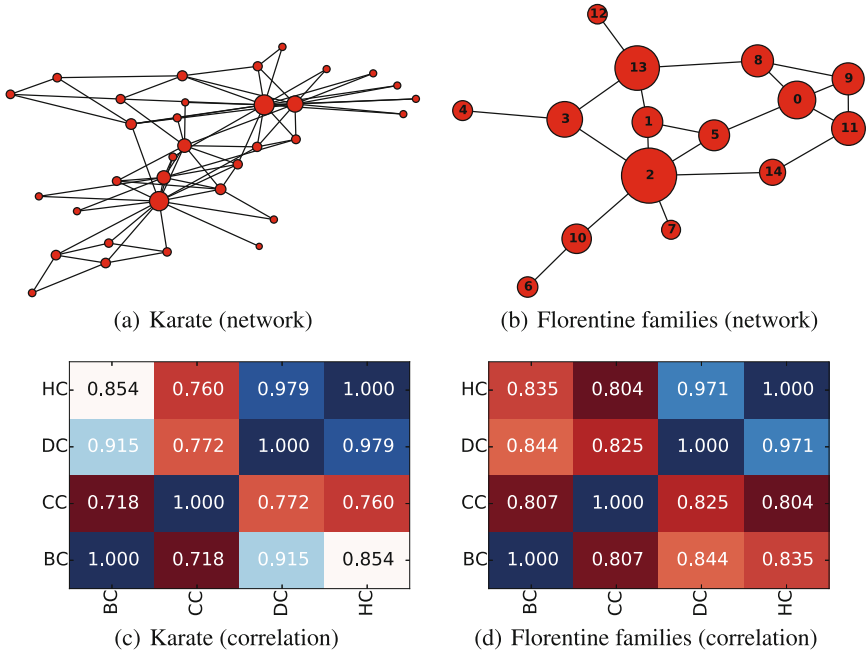 12
13
8
9
0
4
3
1
5
11
2
14
7
10
6
(a) Karate (network)
(b) Florentine families (network)
HC 0.854 0.760 0.979 1.000
DC 0.915 0.772 1.000 0.979
CC 0.718 1.000 0.772 0.760
BC 1.000 0.718 0.915 0.854
BC CC DC HC
(c) Karate (correlation)
HC 0.835 0.804 0.971 1.000
DC 0.844 0.825 1.000 0.971
CC 0.807 1.000 0.825 0.804
BC 1.000 0.807 0.844 0.835
BC CC DC HC
(d) Florentine families (correlation)